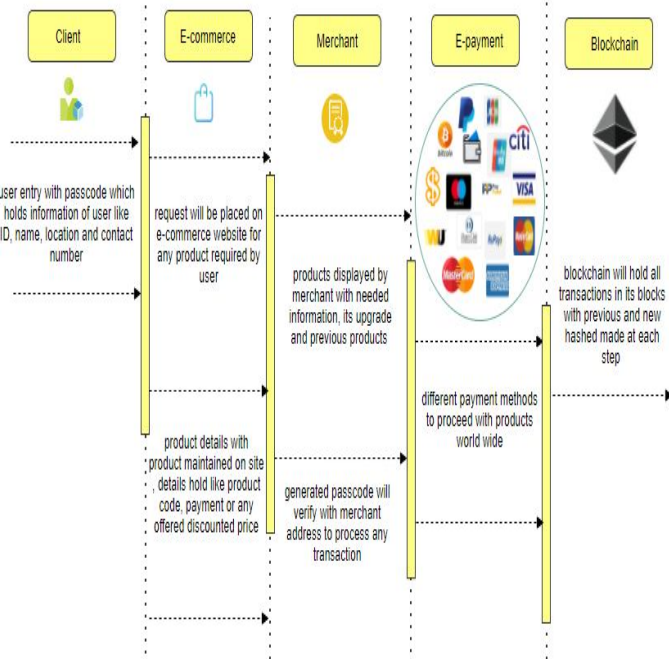 Client
E-commerce
Merchant
E-payment
Blockchain
user entry with passcode which
holds information of user like
ID, name, location and contact
number
request will be placed on
e-commerce website for
any product required by
user
product details with
product maintained on site
, details hold like product
code, payment or any
offered discounted price
products displayed by
merchant with needed
information, its upgrade
and previous products
generated passcode will
verify with merchant
address to process any
transaction
bitcoin
citi
VISA
WU
MasterCard
different payment methods
to proceed with products
world wide
blockchain will hold all
transactions in its blocks
with previous and new
hashed made at each
step